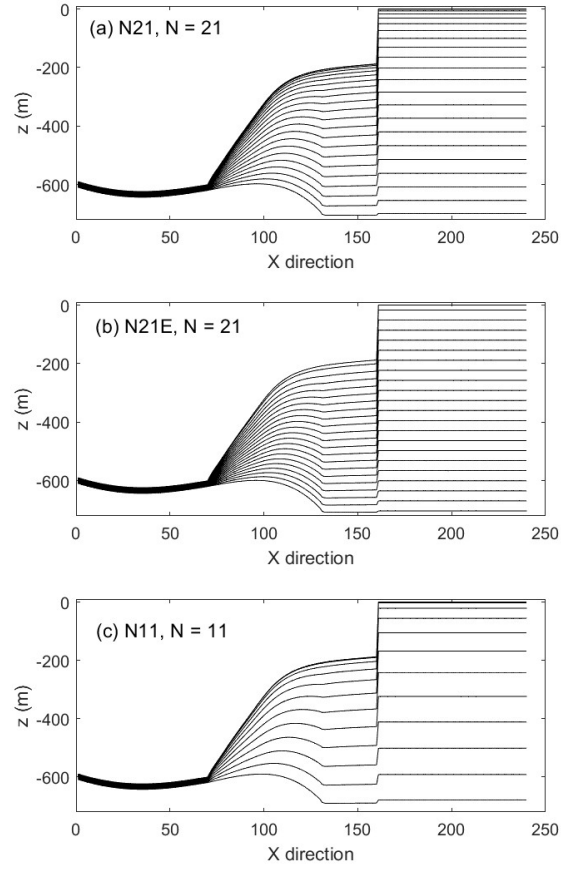 (a) N21, N = 21
0
-200
-400
-600
z (m)
0 50 100 150 200 250
X direction
(b) N21E, N = 21
0
-200
-400
-600
z (m)
0 50 100 150 200 250
X direction
(c) N11, N = 11
0
-200
-400
-600
z (m)
0 50 100 150 200 250
X direction